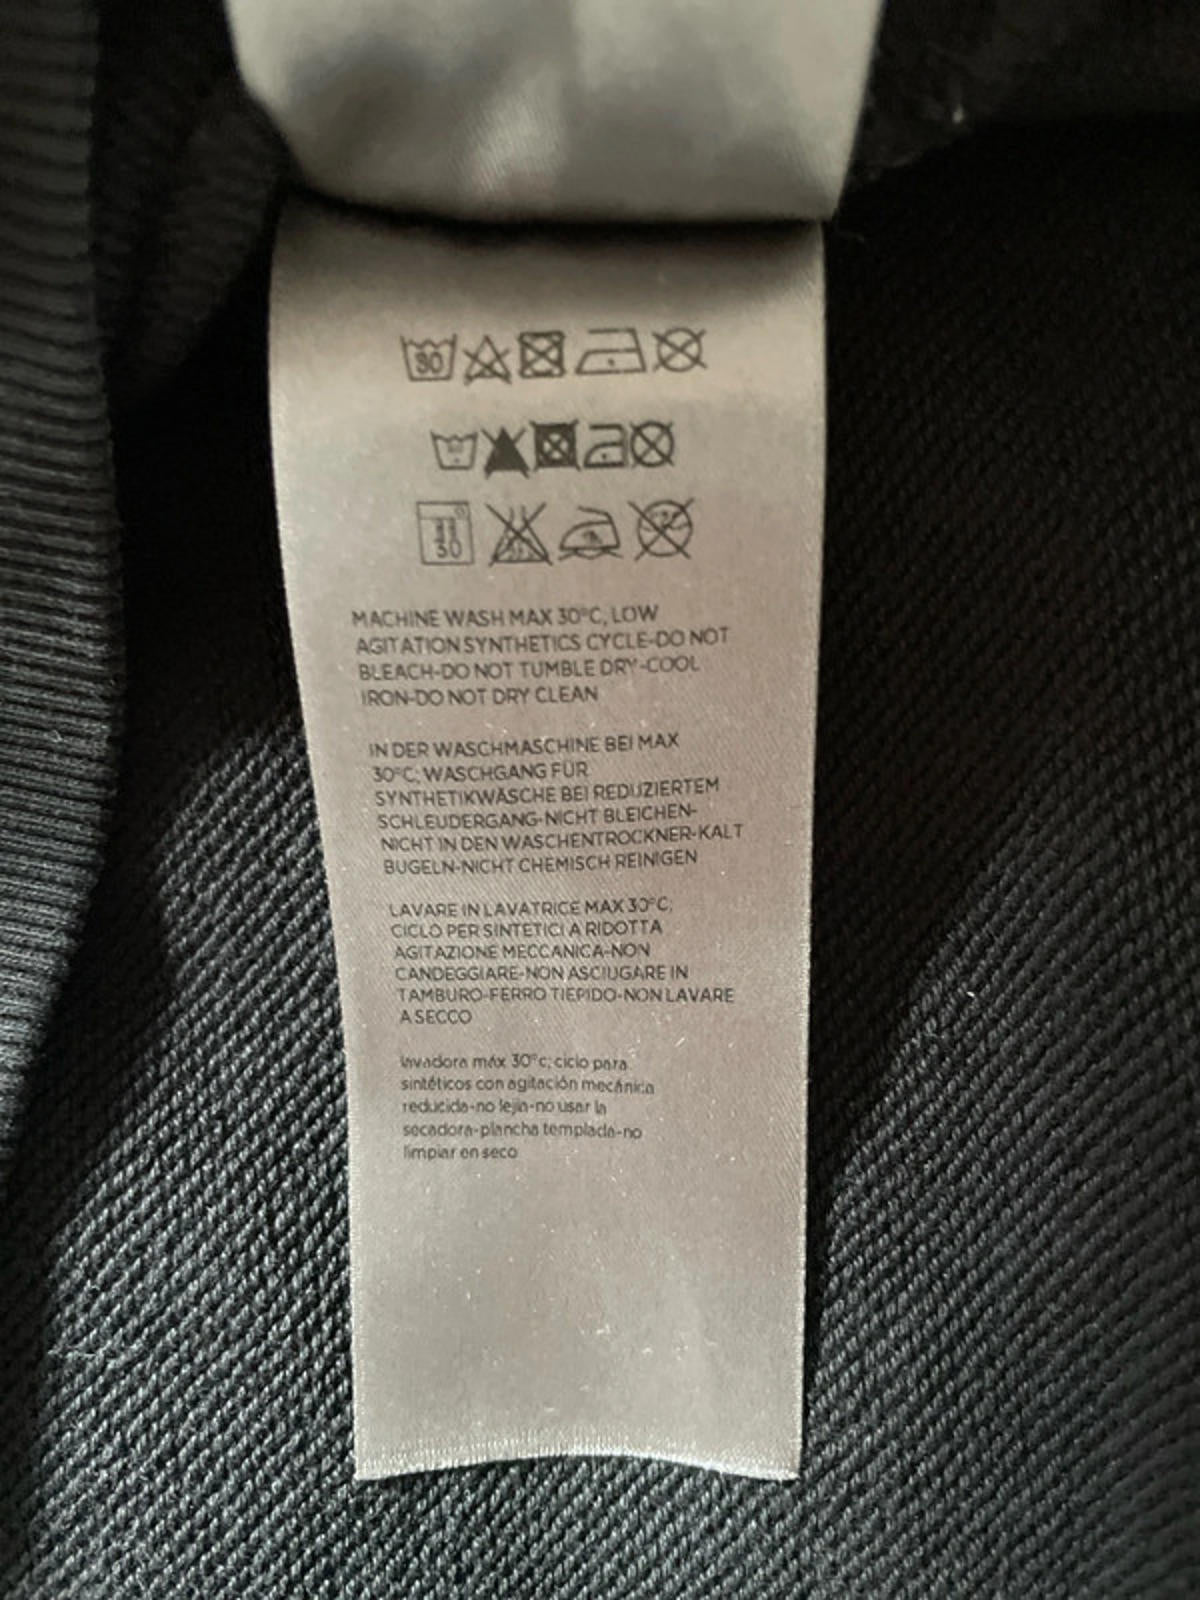 30
30
30
MACHINE WASH MAX 30°C, LOW
AGITATION SYNTHETICS CYCLE-DO NOT
BLEACH-DO NOT TUMBLE DRY-COOL
IRON-DO NOT DRY CLEAN
IN DER WASCHMASCHINE BEI MAX
30°C; WASCHGANG FÜR
SYNTHETIKWÄSCHE BEI REDUZIERTEM
SCHLEUDERGANG-NICHT BLEICHEN-
NICHT IN DEN WASCHENTROCKNER-KALT
BUGELN-NICHT CHEMISCH REINIGEN
LAVARE IN LAVATRICE MAX 30°C;
CICLO PER SINTETICI A RIDOTTA
AGITAZIONE MECCANICA-NON
CANDEGGIARE-NON ASCIUGARE IN
TAMBURO-FERRO TIEPIDO-NON LAVARE
A SECCO
lavadora máx 30°c; ciclo para
sintéticos con agitación mecánica
reducida-no lejía-no usar la
secadora-plancha templada-no
limpiar en seco